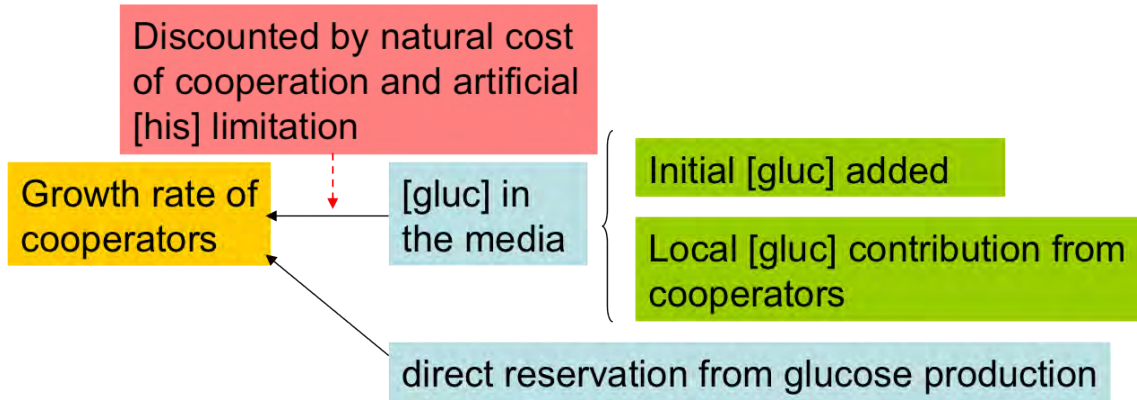 Discounted by natural cost
of cooperation and artificial
[his] limitation
Growth rate of
cooperators
[gluc] in
the media
Initial [gluc] added
Local [gluc] contribution from
cooperators
direct reservation from glucose production